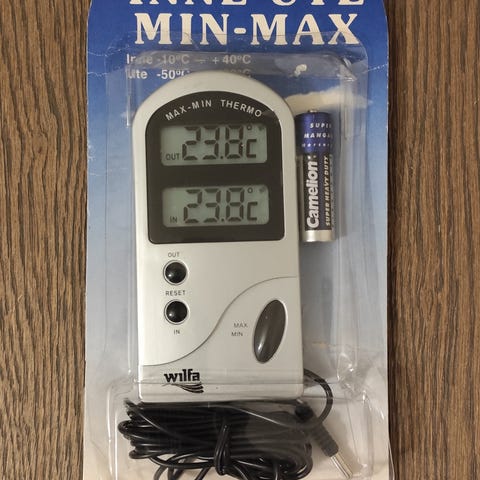 INNE-UTE
MIN-MAX
Inne -10°C ÷ +40°C
Ute -50°C
MAX-MIN THERMO
OUT 23.8°C
IN 23.8°C
OUT
RESET
IN
MAX.
MIN
wilfa
SUPER
Camelion
SUPER HEAVY DUTY